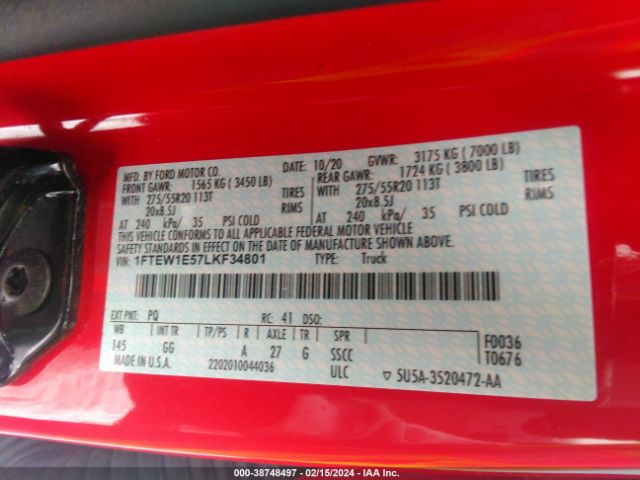 MFD. BY FORD MOTOR CO. DATE: 10/20 GVWR: 3175 KG ( 7000 LB)
FRONT GAWR: 1565 KG ( 3450 LB) REAR GAWR: 1724 KG ( 3800 LB)
WITH 275/55R20 113T TIRES WITH 275/55R20 113T TIRES
20x8.5J RIMS 20x8.5J RIMS
AT 240 kPa/ 35 PSI COLD AT 240 kPa/ 35 PSI COLD
THIS VEHICLE CONFORMS TO ALL APPLICABLE FEDERAL MOTOR VEHICLE
SAFETY STANDARDS IN EFFECT ON THE DATE OF MANUFACTURE SHOWN ABOVE.
VIN: 1FTEW1E57LKF34801 TYPE: Truck
EXT PNT: PQ RC: 41 DSO:
WB INT TR TP/PS R AXLE TR SPR F0036
145 GG A 27 G SSCC T0676
MADE IN U.S.A. 2202010044036 ULC ▽ 5U5A-3520472-AA
000-38748497 - 02/15/2024 - IAA Inc.